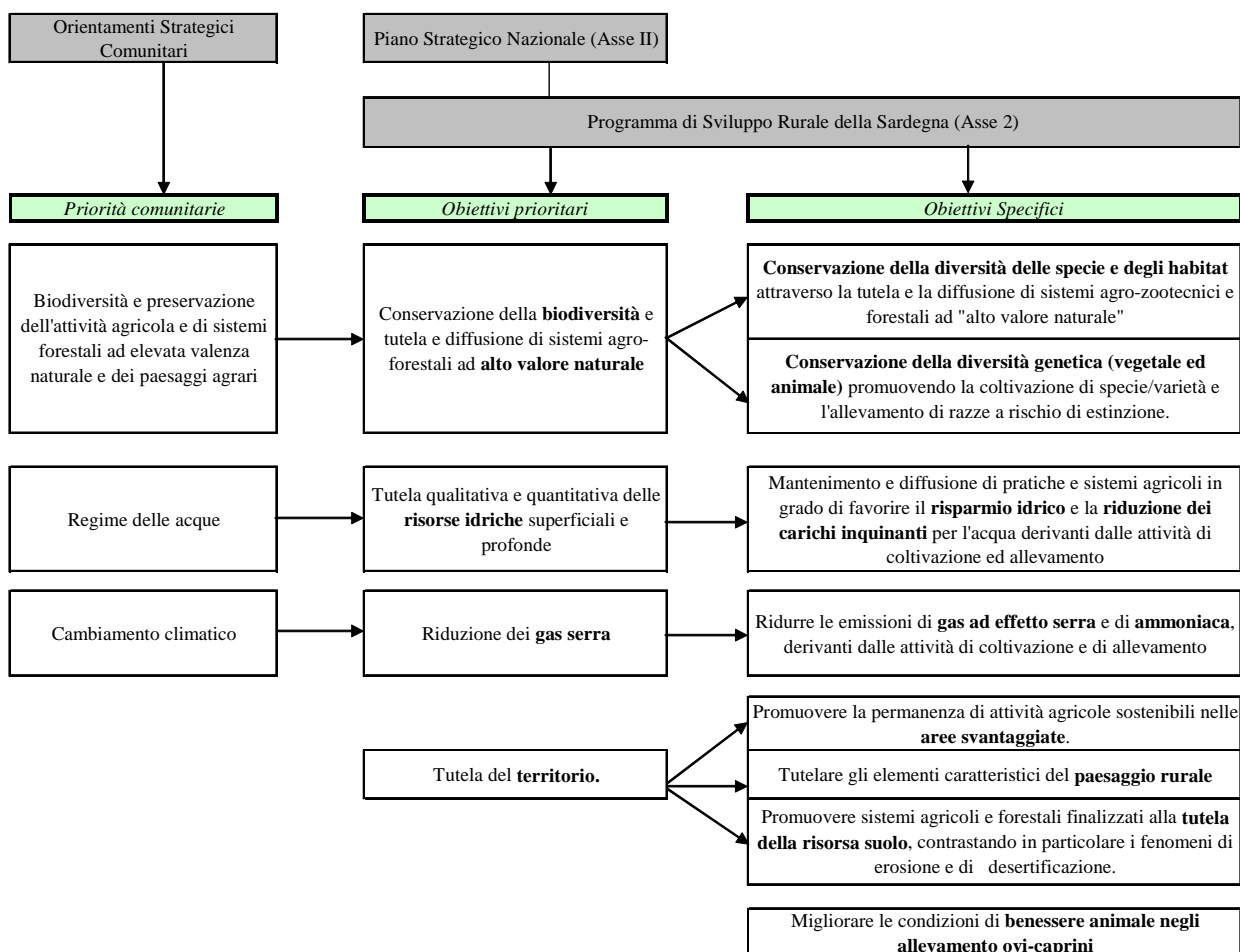 Orientamenti Strategici
Comunitari
Piano Strategico Nazionale (Asse II)
Programma di Sviluppo Rurale della Sardegna (Asse 2)
Priorità comunitarie
Obiettivi prioritari
Obiettivi Specifici
Biodiversità e preservazione
dell'attività agricola e di sistemi
forestali ad elevata valenza
naturale e dei paesaggi agrari
Conservazione della biodiversità e
tutela e diffusione di sistemi agro-
forestali ad alto valore naturale
Conservazione della diversità delle specie e degli habitat
attraverso la tutela e la diffusione di sistemi agro-zootecnici e
forestali ad "alto valore naturale"
Conservazione della diversità genetica (vegetale ed
animale) promuovendo la coltivazione di specie/varietà e
l'allevamento di razze a rischio di estinzione.
Regime delle acque
Tutela qualitativa e quantitativa delle
risorse idriche superficiali e
profonde
Mantenimento e diffusione di pratiche e sistemi agricoli in
grado di favorire il risparmio idrico e la riduzione dei
carichi inquinanti per l'acqua derivanti dalle attività di
coltivazione ed allevamento
Cambiamento climatico
Riduzione dei gas serra
Ridurre le emissioni di gas ad effetto serra e di ammoniaca,
derivanti dalle attività di coltivazione e di allevamento
Tutela del territorio.
Promuovere la permanenza di attività agricole sostenibili nelle
aree svantaggiate.
Tutelare gli elementi caratteristici del paesaggio rurale
Promuovere sistemi agricoli e forestali finalizzati alla tutela
della risorsa suolo, contrastando in particolare i fenomeni di
erosione e di desertificazione.
Migliorare le condizioni di benessere animale negli
allevamento ovi-caprini